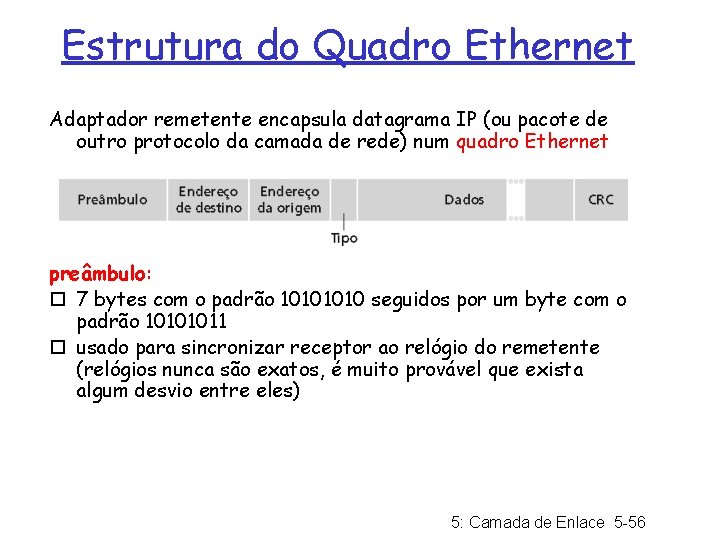 Estrutura do Quadro Ethernet
Adaptador remetente encapsula datagrama IP (ou pacote de
outro protocolo da camada de rede) num quadro Ethernet
Preâmbulo
Endereço
de destino
Endereço
da origem
Tipo
Dados
CRC
preâmbulo:
7 bytes com o padrão 10101010 seguidos por um byte com o
padrão 10101011
usado para sincronizar receptor ao relógio do remetente
(relógios nunca são exatos, é muito provável que exista
algum desvio entre eles)
5: Camada de Enlace 5-56